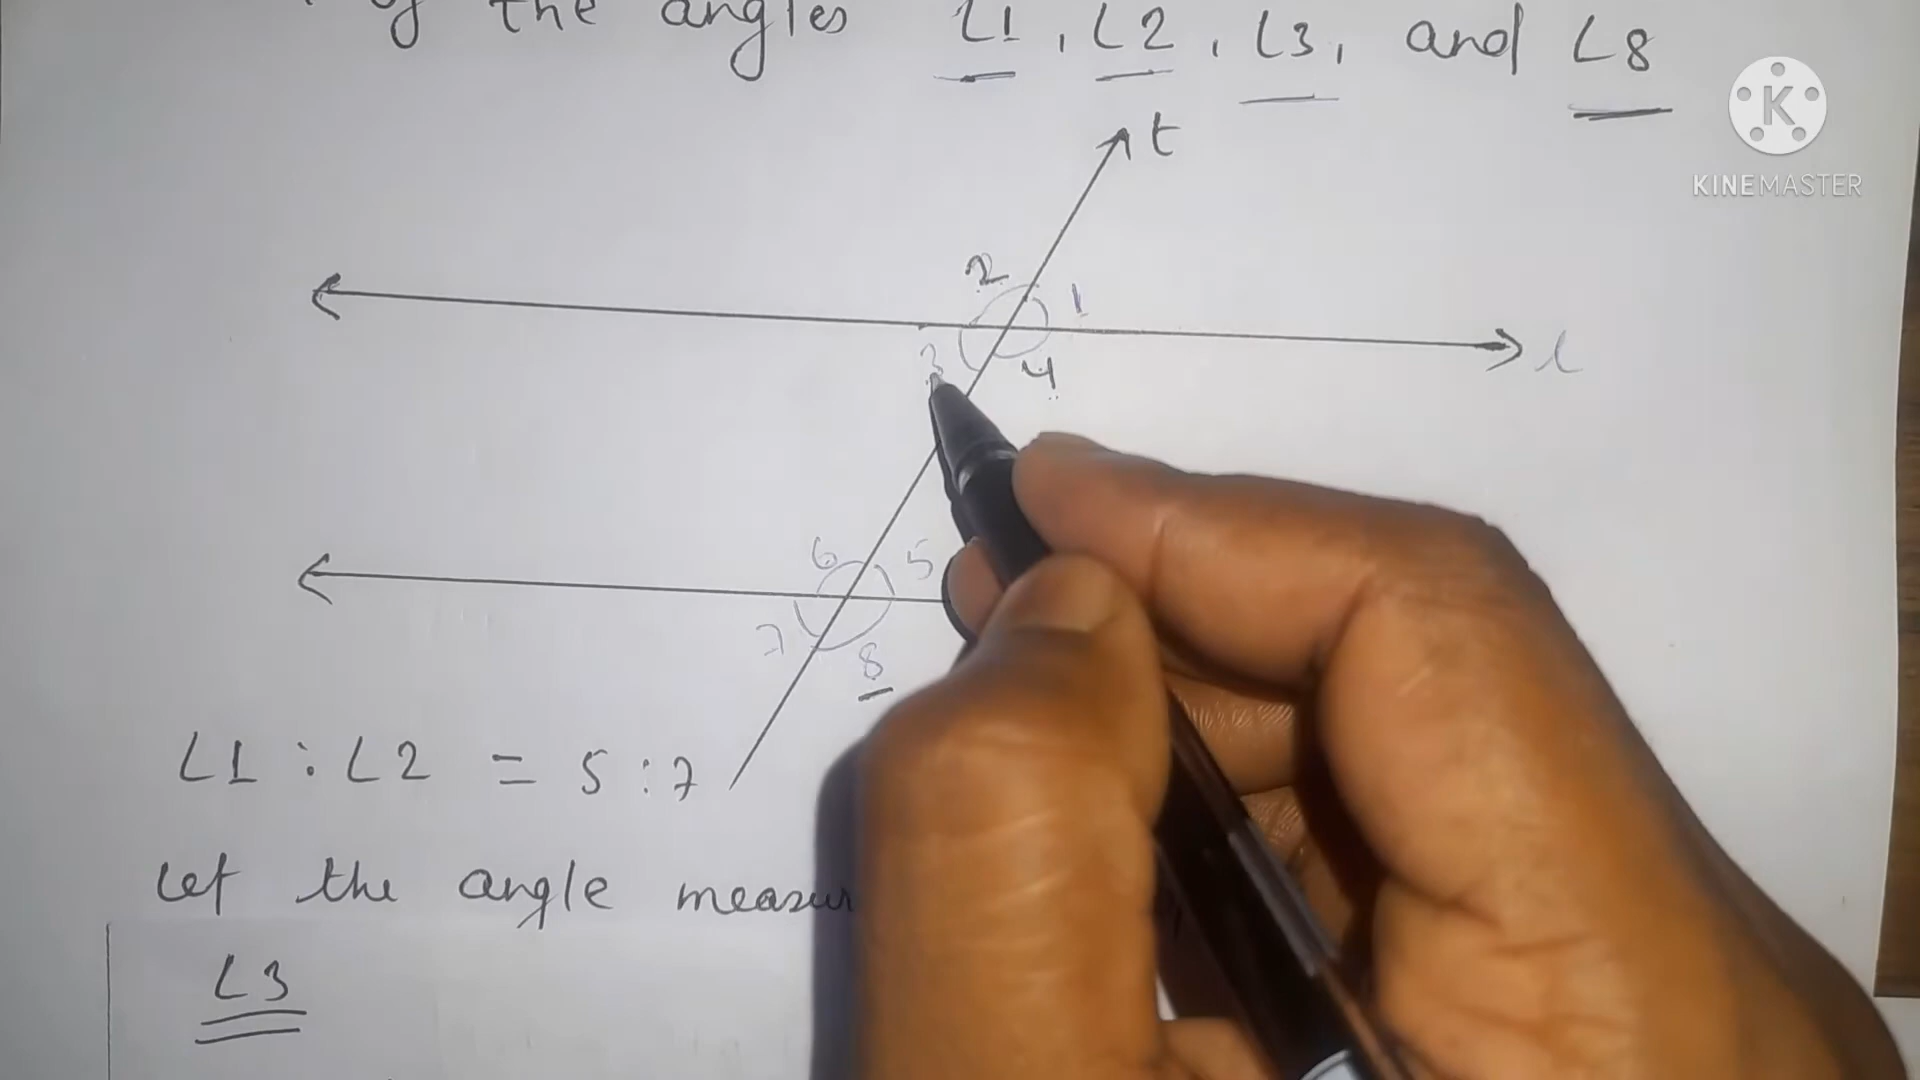 of the angles ∠1, ∠2, ∠3, and ∠8
KINEMASTER
t
2
1
l
3
4
6
5
7
8
∠1 : ∠2 = 5 : 7
Let the angle measur
∠3